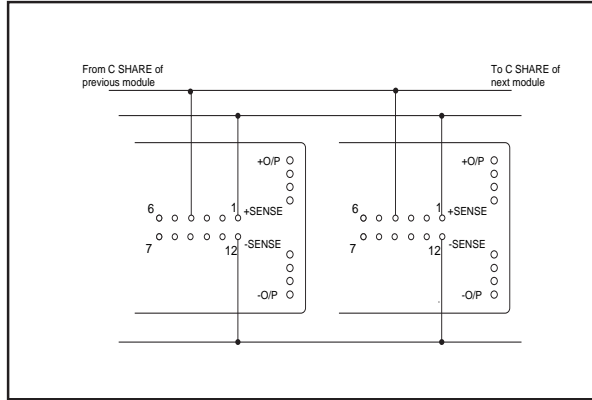 From C SHARE of
previous module
To C SHARE of
next module
+O/P
6
1
+SENSE
7
12
-SENSE
-O/P
+O/P
6
1
+SENSE
7
12
-SENSE
-O/P